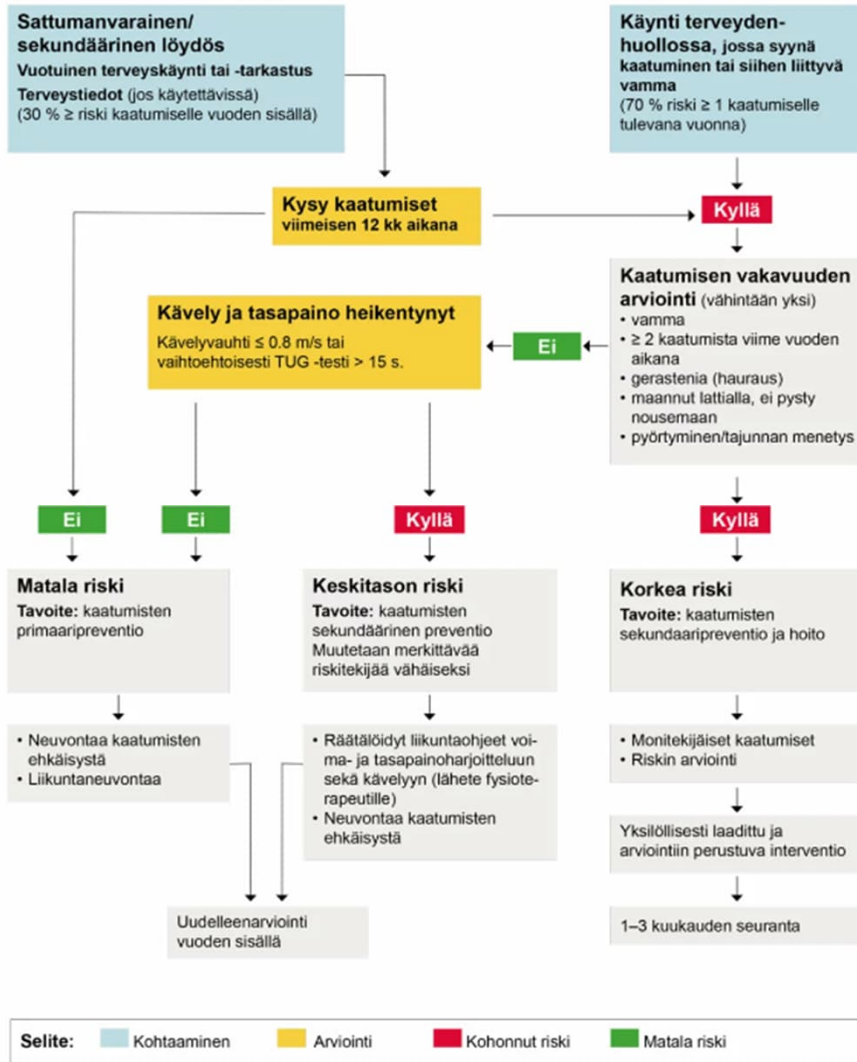 Sattumanvarainen/
sekundäärinen löydös
Vuotuinen terveyskäynti tai -tarkastus
Terveystiedot (jos käytettävissä)
(30 % ≥ riski kaatumiselle vuoden sisällä)
Käynti terveyden-
huollossa, jossa syynä
kaatuminen tai siihen liittyvä
vamma
(70 % riski ≥ 1 kaatumiselle
tulevana vuonna)
Kysy kaatumiset
viimeisen 12 kk aikana
Kyllä
Kaatumisen vakavuuden
arviointi (vähintään yksi)
• vamma
• ≥ 2 kaatumista viime vuoden
aikana
• gerastenia (hauraus)
• maannut lattialla, ei pysty
nousemaan
• pyörtyminen/tajunnan menetys
Ei
Kävely ja tasapaino heikentynyt
Kävelyvauhti ≤ 0.8 m/s tai
vaihtoehtoisesti TUG -testi > 15 s.
Ei
Ei
Kyllä
Kyllä
Matala riski
Tavoite: kaatumisten
primaaripreventio
Keskitason riski
Tavoite: kaatumisten
sekundäärinen preventio
Muutetaan merkittävää
riskitekijää vähäiseksi
Korkea riski
Tavoite: kaatumisten
sekundaaripreventio ja hoito
• Neuvontaa kaatumisten
ehkäisystä
• Liikuntaneuvontaa
• Räätälöidyt liikuntaohjeet voi-
ma- ja tasapainoharjoitteluun
sekä kävelyyn (lähete fysiote-
rapeutille)
• Neuvontaa kaatumisten
ehkäisystä
• Monitekijäiset kaatumiset
• Riskin arviointi
Yksilöllisesti laadittu ja
arviointiin perustuva interventio
Uudelleenarviointi
vuoden sisällä
1–3 kuukauden seuranta
Selite: Kohtaaminen Arviointi Kohonnut riski Matala riski